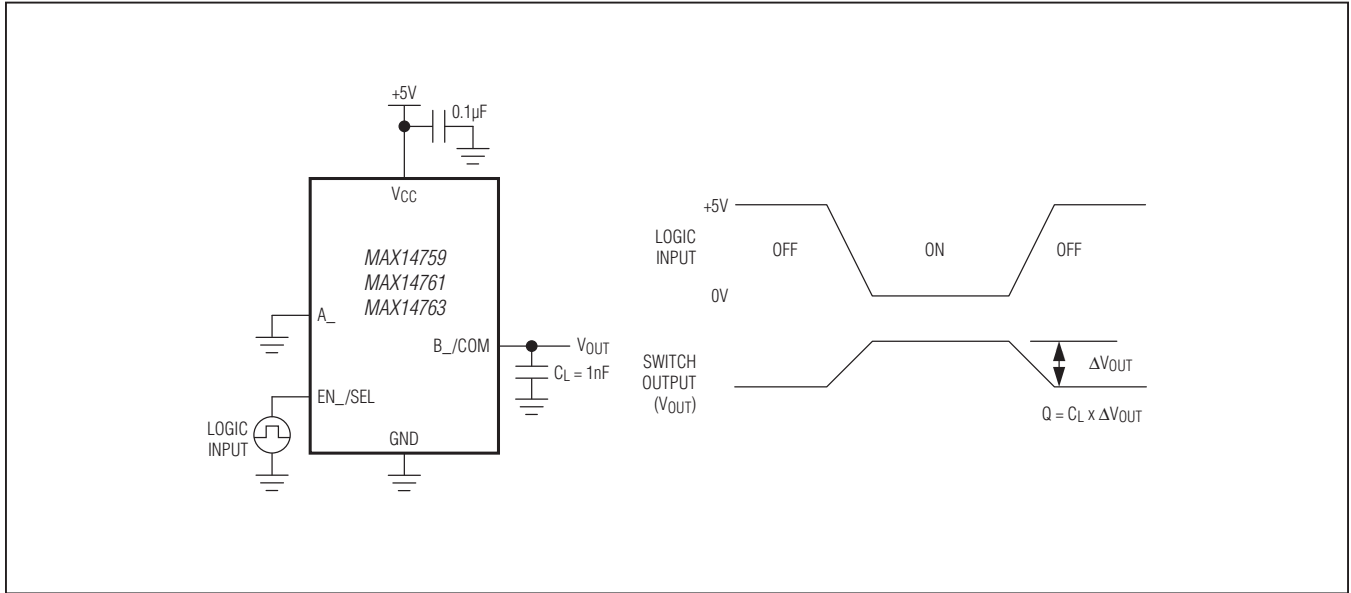 +5V
0.1µF
VCC
MAX14759
MAX14761
MAX14763
A_
B_/COM
VOUT
CL = 1nF
EN_/SEL
LOGIC
INPUT
GND
+5V
LOGIC
INPUT
0V
OFF
ON
OFF
SWITCH
OUTPUT
(VOUT)
ΔVOUT
Q = CL x ΔVOUT